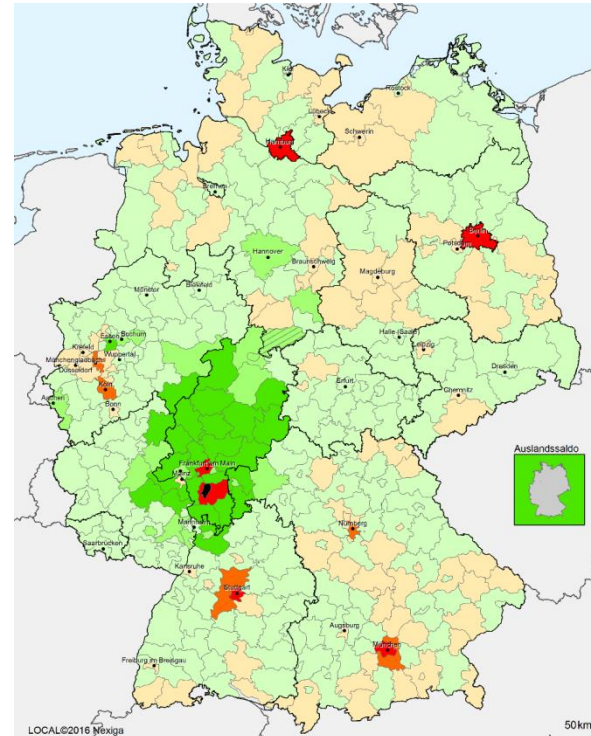 Kiel
Rostock
Lübeck
Schwerin
Hamburg
Bremen
Berlin
Potsdam
Hannover
Braunschweig
Magdeburg
Münster
Bielefeld
Essen
Bochum
Krefeld
Wuppertal
Mönchengladbach
Düsseldorf
Halle (Saale)
Leipzig
Dresden
Köln
Aachen
Bonn
Erfurt
Chemnitz
Auslandssaldo
Frankfurt am Main
Mainz
Mannheim
Nürnberg
Saarbrücken
Karlsruhe
Stuttgart
Augsburg
München
Freiburg im Breisgau
LOCAL©2016 Nexiga
50km